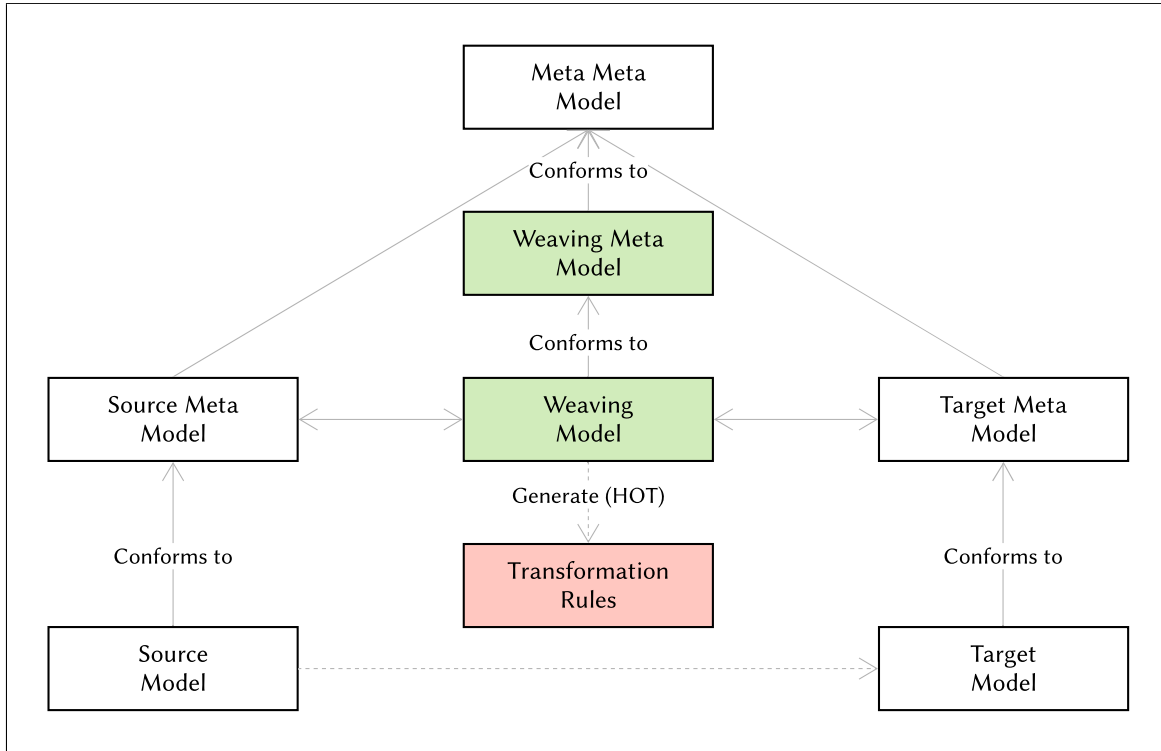 Meta Meta
Model
Conforms to
Weaving Meta
Model
Conforms to
Source Meta
Model
Weaving
Model
Target Meta
Model
Generate (HOT)
Conforms to
Conforms to
Transformation
Rules
Source
Model
Target
Model